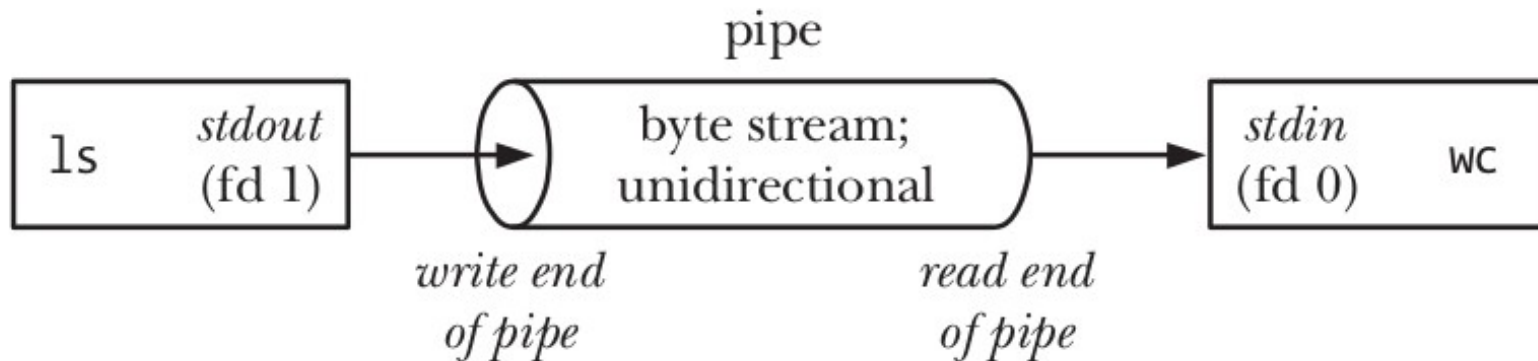 pipe
ls
stdout
(fd 1)
byte stream;
unidirectional
stdin
(fd 0)
wc
write end
of pipe
read end
of pipe